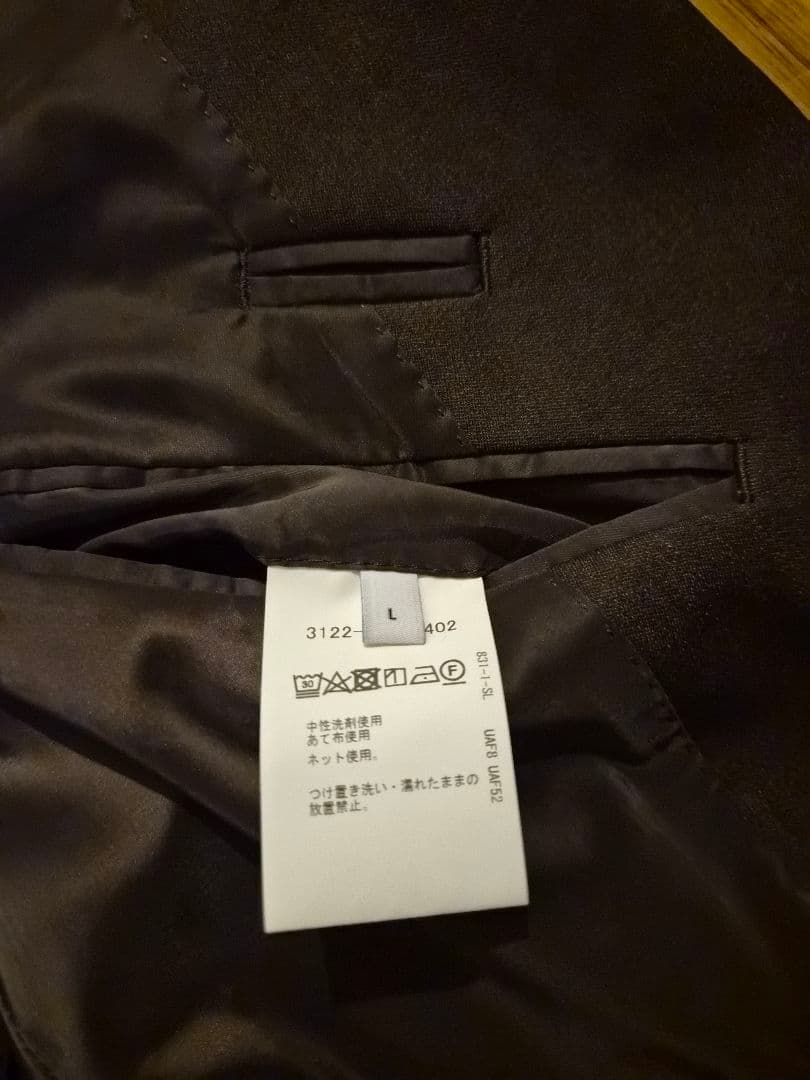 L
3122- 402
30
F
中性洗剤使用
あて布使用
ネット使用。
つけ置き洗い・濡れたままの
放置禁止。
831-1-SL UAF8 UAF52